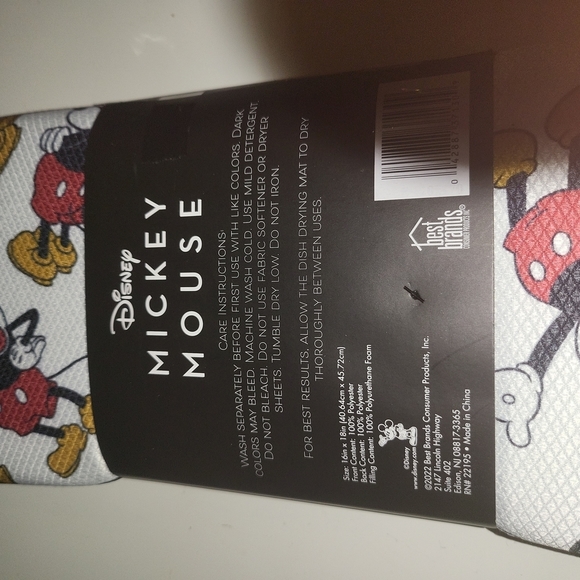 Disney
MICKEY
MOUSE
CARE INSTRUCTIONS:
WASH SEPARATELY BEFORE FIRST USE WITH LIKE COLORS. DARK
COLORS MAY BLEED. MACHINE WASH COLD. USE MILD DETERGENT.
DO NOT BLEACH. DO NOT USE FABRIC SOFTENER OR DRYER
SHEETS. TUMBLE DRY LOW. DO NOT IRON.
FOR BEST RESULTS, ALLOW THE DISH DRYING MAT TO DRY
THOROUGHLY BETWEEN USES.
Size: 16in x 18in (40.64cm x 45.72cm)
Front Content: 100% Polyester
Back Content: 100% Polyester
Filling Content: 100% Polyurethane Foam
©Disney
www.disney.com
©2022 Best Brands Consumer Products, Inc.
2147 Lincoln Highway
Suite 402
Edison, NJ 08817-3365
RN# 22195 • Made in China
best
brands
CONSUMER PRODUCTS INC